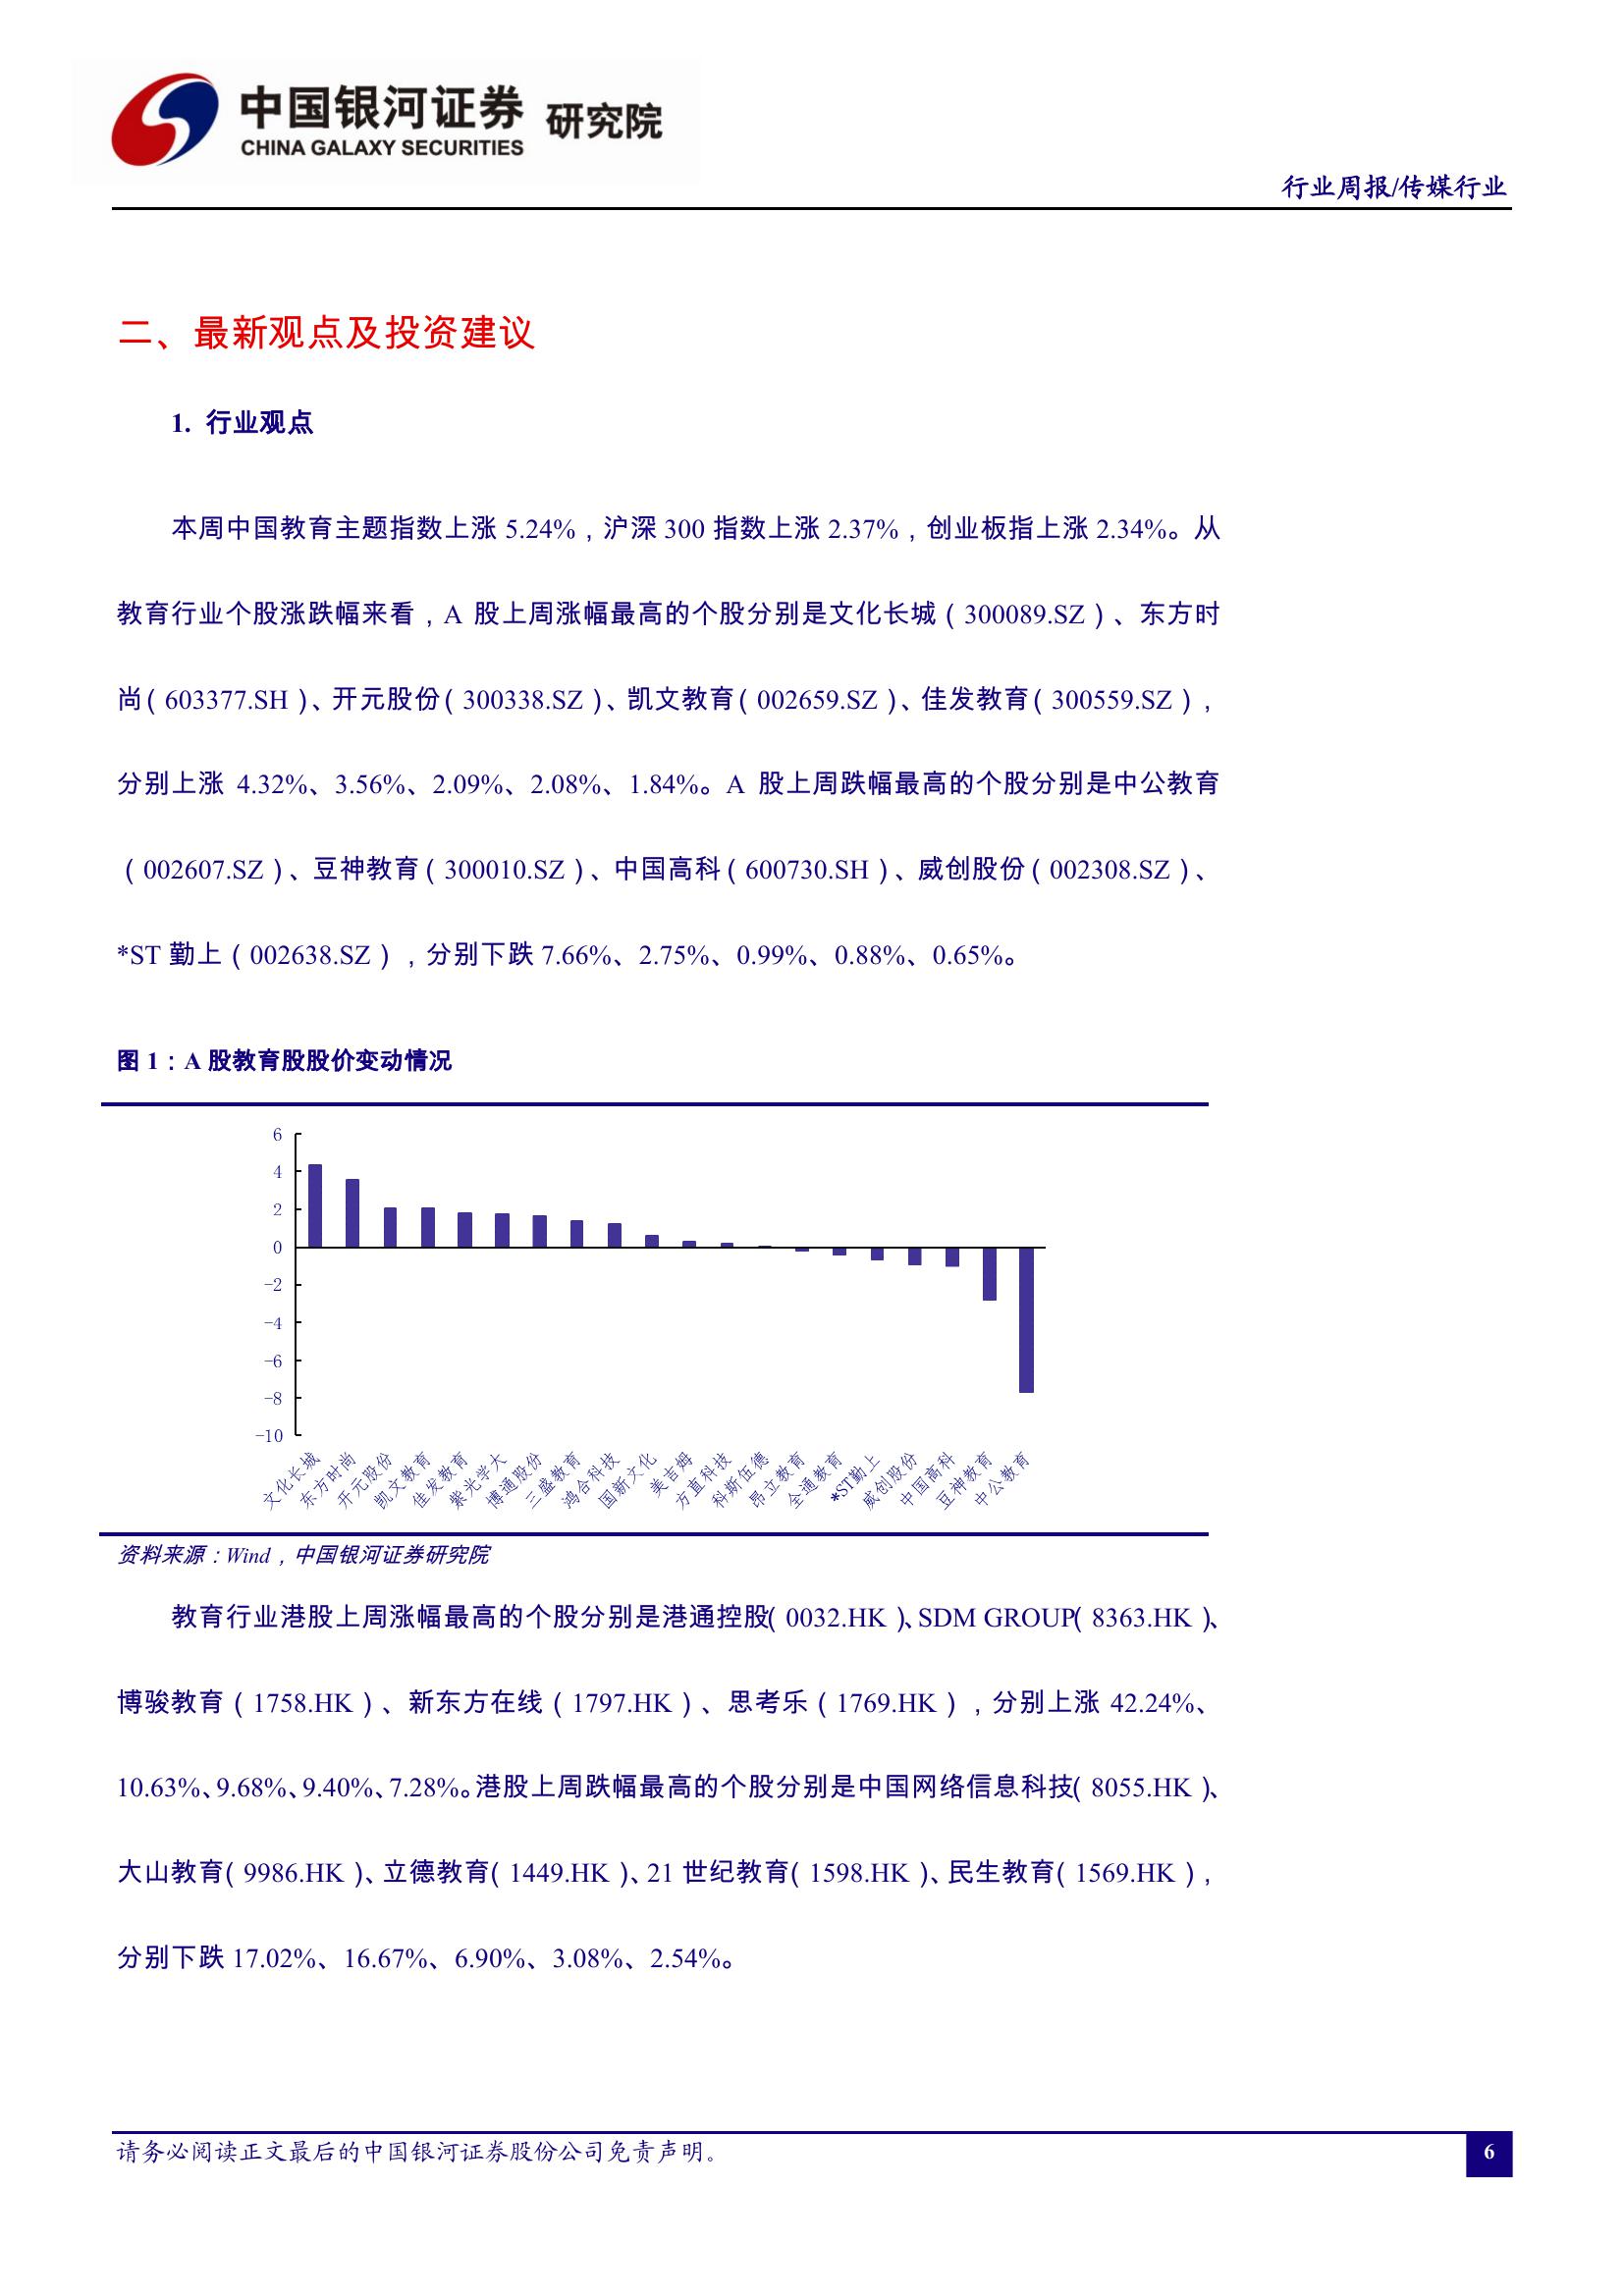 中国银河证券 研究院
CHINA GALAXY SECURITIES
行业周报/传媒行业
二、最新观点及投资建议
1. 行业观点
本周中国教育主题指数上涨 5.24%，沪深 300 指数上涨 2.37%，创业板指上涨 2.34%。从
教育行业个股涨跌幅来看，A 股上周涨幅最高的个股分别是文化长城（300089.SZ）、东方时
尚（603377.SH）、开元股份（300338.SZ）、凯文教育（002659.SZ）、佳发教育（300559.SZ），
分别上涨 4.32%、3.56%、2.09%、2.08%、1.84%。A 股上周跌幅最高的个股分别是中公教育
（002607.SZ）、豆神教育（300010.SZ）、中国高科（600730.SH）、威创股份（002308.SZ）、
*ST 勤上（002638.SZ），分别下跌 7.66%、2.75%、0.99%、0.88%、0.65%。
图 1：A 股教育股股价变动情况
6
4
2
0
-2
-4
-6
-8
-10
文化长城
东方时尚
开元股份
凯文教育
佳发教育
紫光学大
博通股份
三盛教育
鸿合科技
国新文化
美吉姆
方直科技
科斯伍德
昂立教育
全通教育
*ST勤上
威创股份
中国高科
豆神教育
中公教育
资料来源：Wind，中国银河证券研究院
教育行业港股上周涨幅最高的个股分别是港通控股（0032.HK）、SDM GROUP（8363.HK）、
博骏教育（1758.HK）、新东方在线（1797.HK）、思考乐（1769.HK），分别上涨 42.24%、
10.63%、9.68%、9.40%、7.28%。港股上周跌幅最高的个股分别是中国网络信息科技（8055.HK）、
大山教育（9986.HK）、立德教育（1449.HK）、21 世纪教育（1598.HK）、民生教育（1569.HK），
分别下跌 17.02%、16.67%、6.90%、3.08%、2.54%。
请务必阅读正文最后的中国银河证券股份公司免责声明。
6